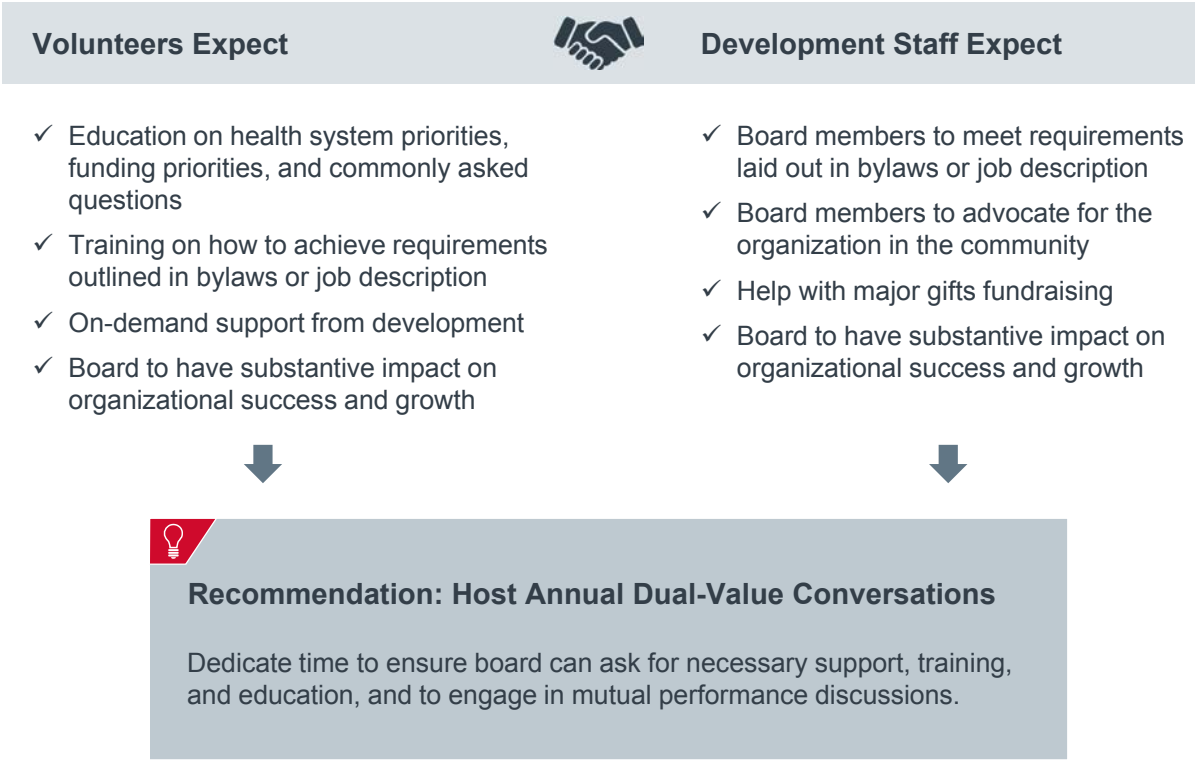 Volunteers Expect
Development Staff Expect
✓ Education on health system priorities,
funding priorities, and commonly asked
questions
✓ Training on how to achieve requirements
outlined in bylaws or job description
✓ On-demand support from development
✓ Board to have substantive impact on
organizational success and growth
✓ Board members to meet requirements
laid out in bylaws or job description
✓ Board members to advocate for the
organization in the community
✓ Help with major gifts fundraising
✓ Board to have substantive impact on
organizational success and growth
Recommendation: Host Annual Dual-Value Conversations
Dedicate time to ensure board can ask for necessary support, training,
and education, and to engage in mutual performance discussions.